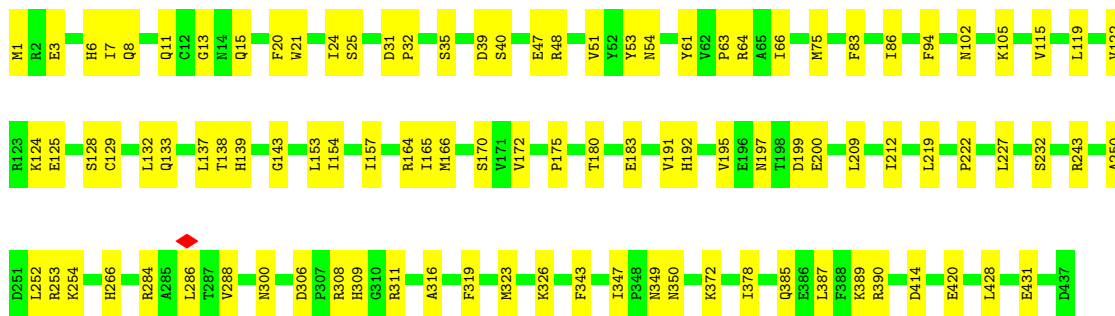 M1 R2 E3 H6 I7 Q8 Q11 C12 G13 N14 Q15 F20 W21 I24 S25 D31 P32 S35 D39 S40 E47 R48 V51 Y52 Y53 N54 Y61 V62 P63 R64 A65 I66 M75 F83 I86 F94 N102 K105 V115 L119
R123 K124 E125 S128 C129 L132 Q133 L137 T138 H139 G143 L153 I154 I157 R164 I165 M166 S170 V171 V172 P175 T180 E183 V191 H192 V195 E196 N197 T198 D199 E200 L209 I212 L219 P222 L227 S232 R243 A250
D251 L252 R253 K254 H266 R284 A285 L286 T287 V288 N300 D306 P307 R308 H309 G310 R311 A316 F319 M323 K326 F343 I347 P348 N349 N350 K372 I378 Q385 E386 L387 F388 K389 R390 D414 E420 L428 E431 D437